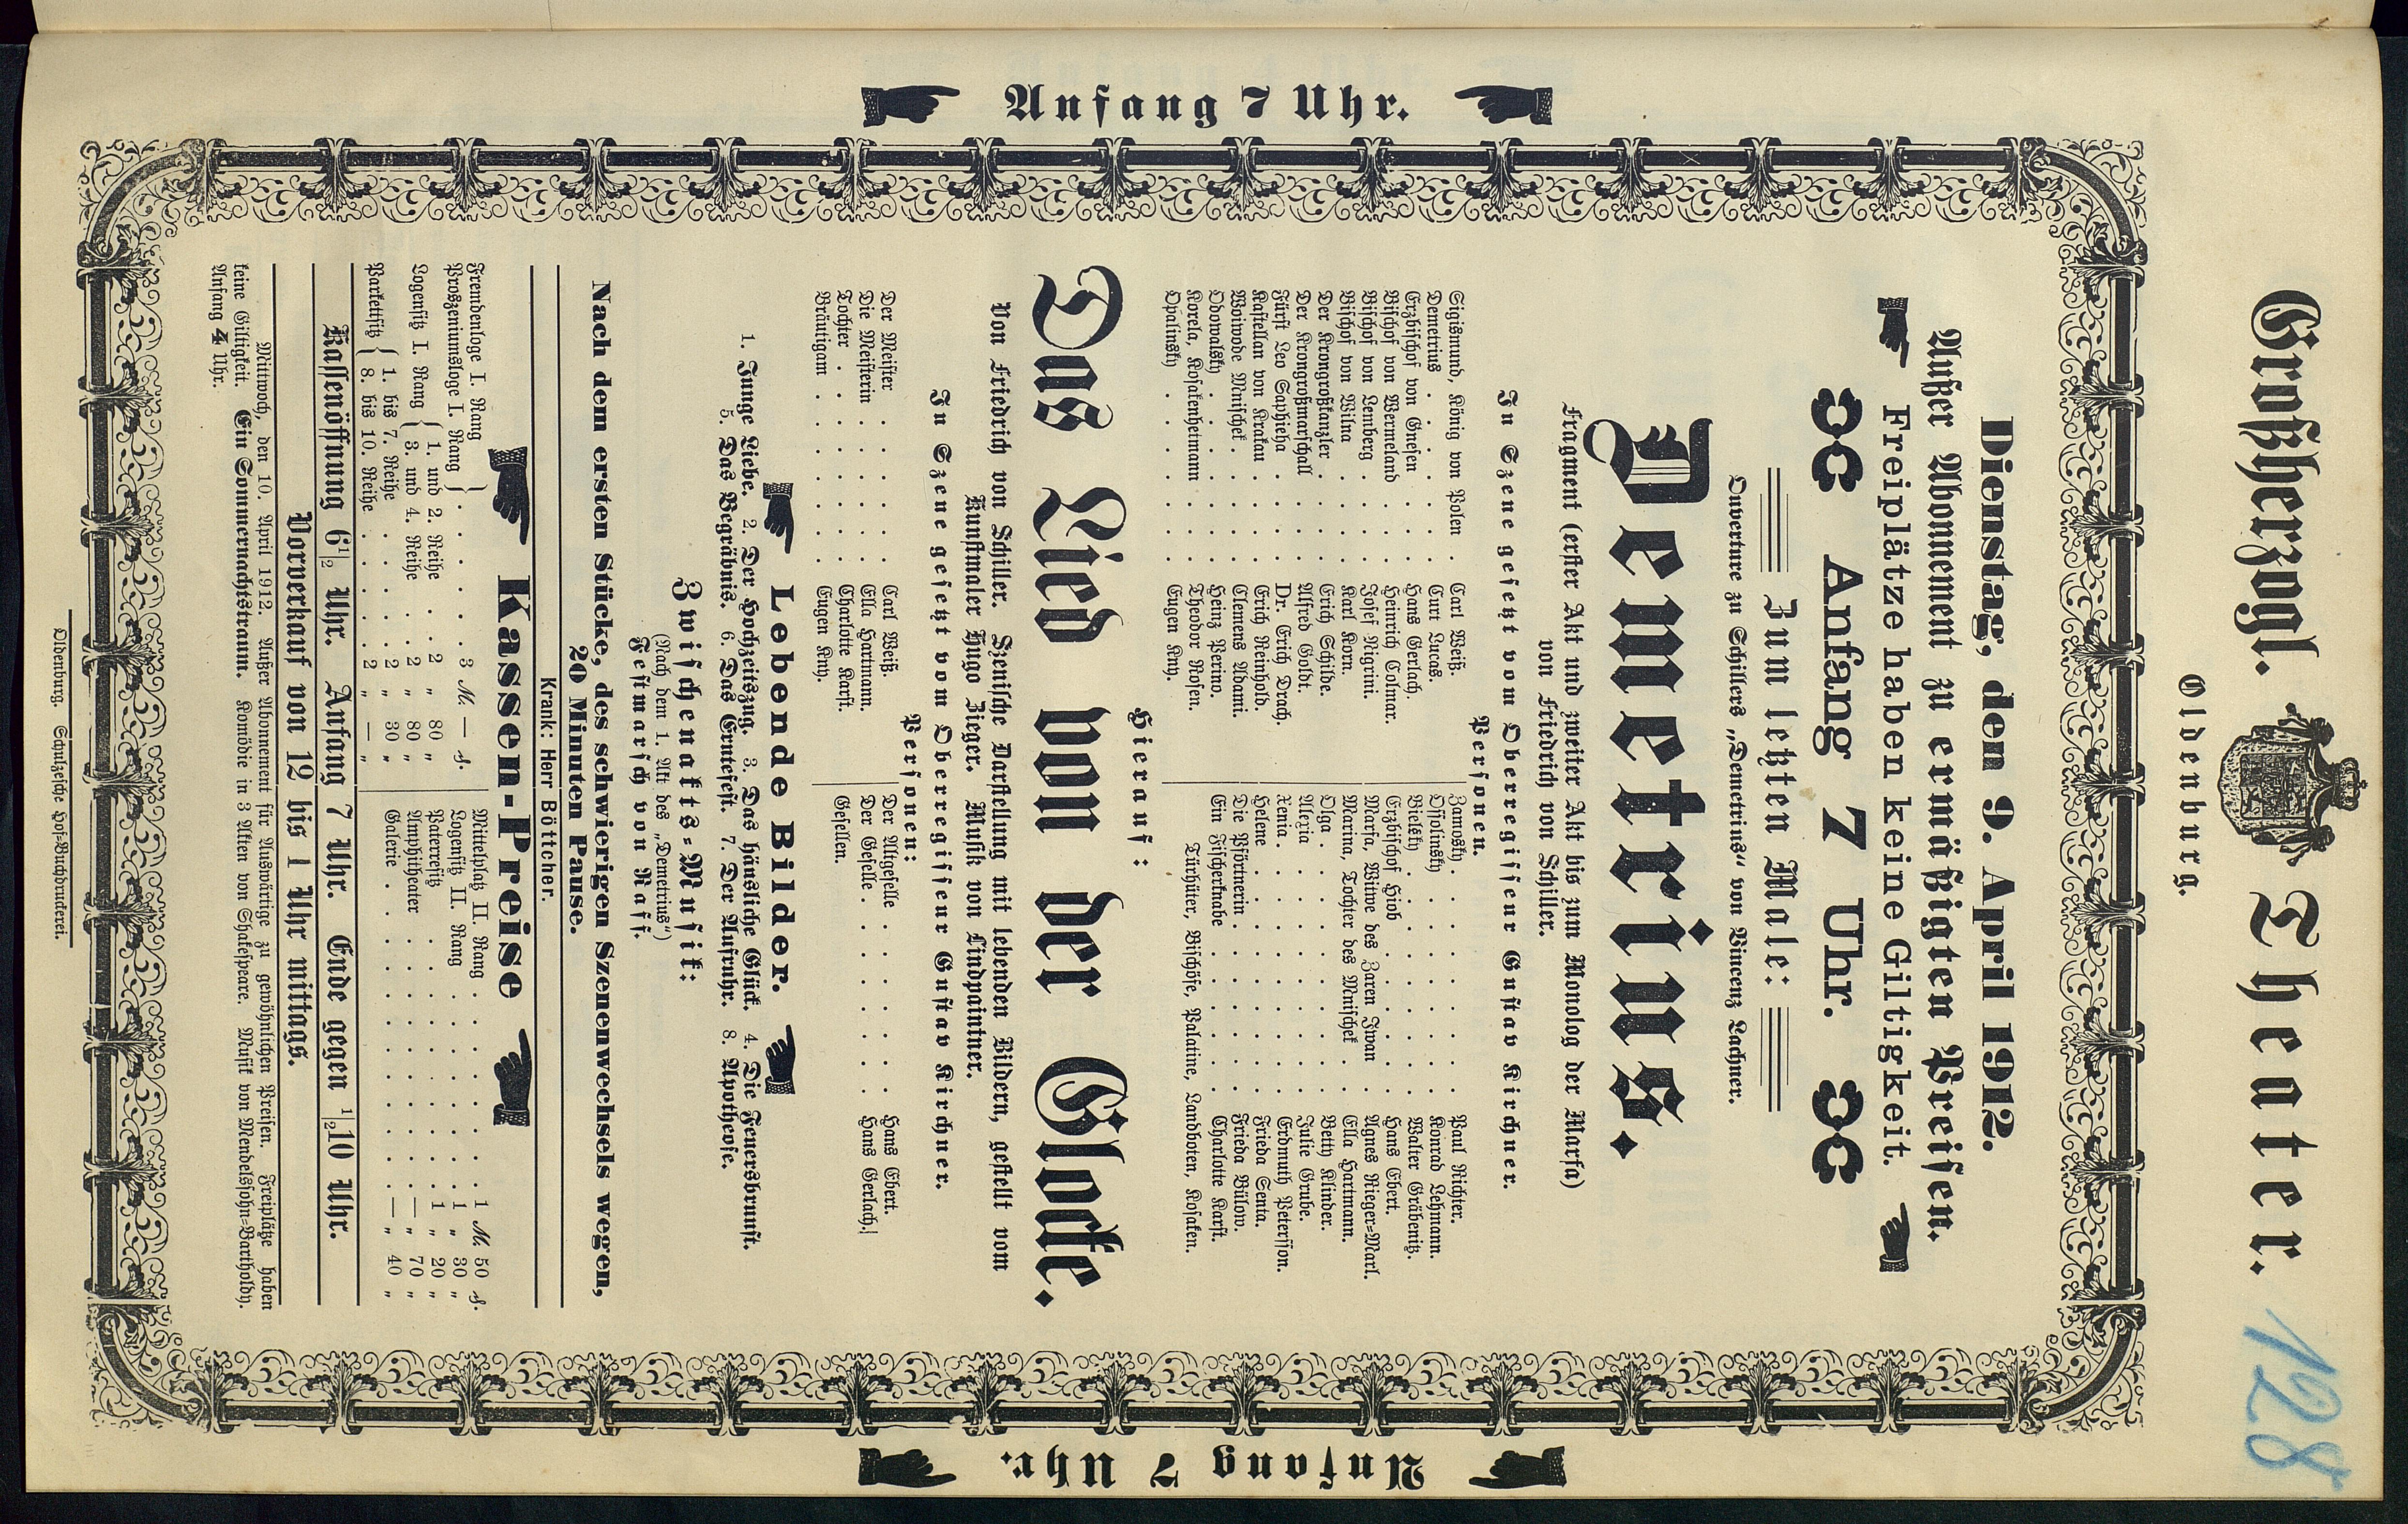 Großherzogl. Theater.
128
Oldenburg.
Dienstag, den 9. April 1912.
Außer Abonnement zu ermäßigten Preisen.
Freiplätze haben keine Giltigkeit.
Anfang 7 Uhr.
Zum letzten Male:
Ouverture zu Schillers „Demetrius“ von Vincenz Lachner.
Demetrius.
Fragment (erster Akt und zweiter Akt bis zum Monolog der Marfa)
von Friedrich von Schiller.
In Szene gesetzt vom Oberregisseur Gustav Kirchner.
Personen.
Sigismund, König von Polen . Carl Weiß.
Demetrius . . . . . . Curt Lucas.
Erzbischof von Gnesen . . . Hans Gerlach.
Bischof von Wermeland . . . Heinrich Colmar.
Bischof von Lemberg . . . . Josef Nigrini.
Bischof von Wilna . . . . Karl Korn.
Der Krongroßkanzler . . . . Erich Schilde.
Der Krongroßmarschall . . . Alfred Goldt.
Fürst Leo Saphieha . . . . Dr. Erich Drach.
Kastellan von Krakau . . . Erich Reinhold.
Woiwode Mnischek . . . . Clemens Adami.
Odowalsky . . . . . . Heinz Perino.
Korela, Kosakenhetmann . . . Theodor Rosen.
Opalinsky . . . . . . Eugen Kny.
Zamosky . . . . . . . Paul Richter.
Ossolinsky . . . . . . Konrad Lehmann.
Bielsky . . . . . . . Walter Gräbenitz.
Erzbischof Hiob . . . . . Hans Ebert.
Marfa, Witwe des Zaren Iwan . . Agnes Rieger=Marl.
Marina, Tochter des Mnischek . . Ella Hartmann.
Olga . . . . . . . . Betty Klinder.
Alexia . . . . . . . Julie Grube.
Xenia . . . . . . . . Erdmuth Petersson.
Helene . . . . . . . Frieda Senta.
Die Pförtnerin . . . . . Frieda Bülow.
Ein Fischerknabe . . . . . Charlotte Karst.
Türhüter, Bischöfe, Palatine, Landboten, Kosaken.
Hierauf:
Das Lied von der Glocke.
Von Friedrich von Schiller. Szenische Darstellung mit lebenden Bildern, gestellt vom
Kunstmaler Hugo Zieger. Musik von Lindpaintner.
In Szene gesetzt vom Oberregisseur Gustav Kirchner.
Personen:
Der Meister . . . . . . Carl Weiß.
Die Meisterin . . . . . Ella Hartmann.
Tochter . . . . . . . Charlotte Karst.
Bräutigam . . . . . . Eugen Kny.
Der Altgeselle . . . . . Hans Ebert.
Der Geselle . . . . . . Hans Gerlach.
Gesellen.
Lebende Bilder.
1. Junge Liebe. 2. Der Hochzeitszug. 3. Das häusliche Glück. 4. Die Feuersbrunst.
5. Das Begräbnis. 6. Das Erntefest. 7. Der Aufruhr. 8. Apotheose.
Zwischenakts=Musik:
(Nach dem 1. Akt des „Demetrius“)
Festmarsch von Raff.
Nach dem ersten Stücke, des schwierigen Szenenwechsels wegen,
20 Minuten Pause.
Krank: Herr Böttcher.
Kassen-Preise
Fremdenloge I. Rang
Proszeniumsloge I. Rang } . . . . . 3 M. — ₰.
Logensitz I. Rang { 1. und 2. Reihe . . 2 „ 80 „
3. und 4. Reihe . . 2 „ 80 „
Parkettsitz { 1. bis 7. Reihe . . . . 2 „ 30 „
8. bis 10. Reihe . . . . 2 „ — „
Mittelplatz II. Rang . . . . . . 1 M. 50 ₰.
Logensitz II. Rang . . . . . . 1 „ 30 „
Paterresitz . . . . . . . 1 „ 20 „
Amphitheater . . . . . . . — „ 70 „
Galerie . . . . . . . . — „ 40 „
Kassenöffnung 6½ Uhr. Anfang 7 Uhr. Ende gegen ½10 Uhr.
Vorverkauf von 12 bis 1 Uhr mittags.
Mittwoch, den 10. April 1912. Außer Abonnement für Auswärtige zu gewöhnlichen Preisen. Freiplätze haben
keine Giltigkeit. Ein Sommernachtstraum. Komödie in 3 Akten von Shakespeare. Musik von Mendelssohn=Bartholdy.
Anfang 4 Uhr.
Oldenburg. Schulzesche Hof=Buchdruckerei.
Anfang 7 Uhr.
Anfang 7 Uhr.